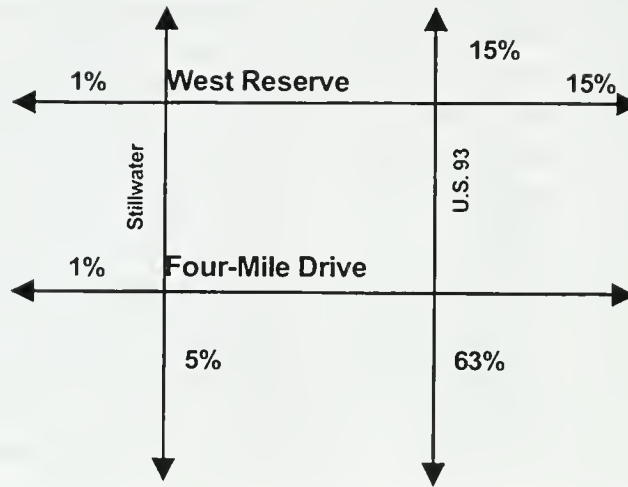 15%
1%
West Reserve
15%
Stillwater
U.S. 93
1%
Four-Mile Drive
5%
63%